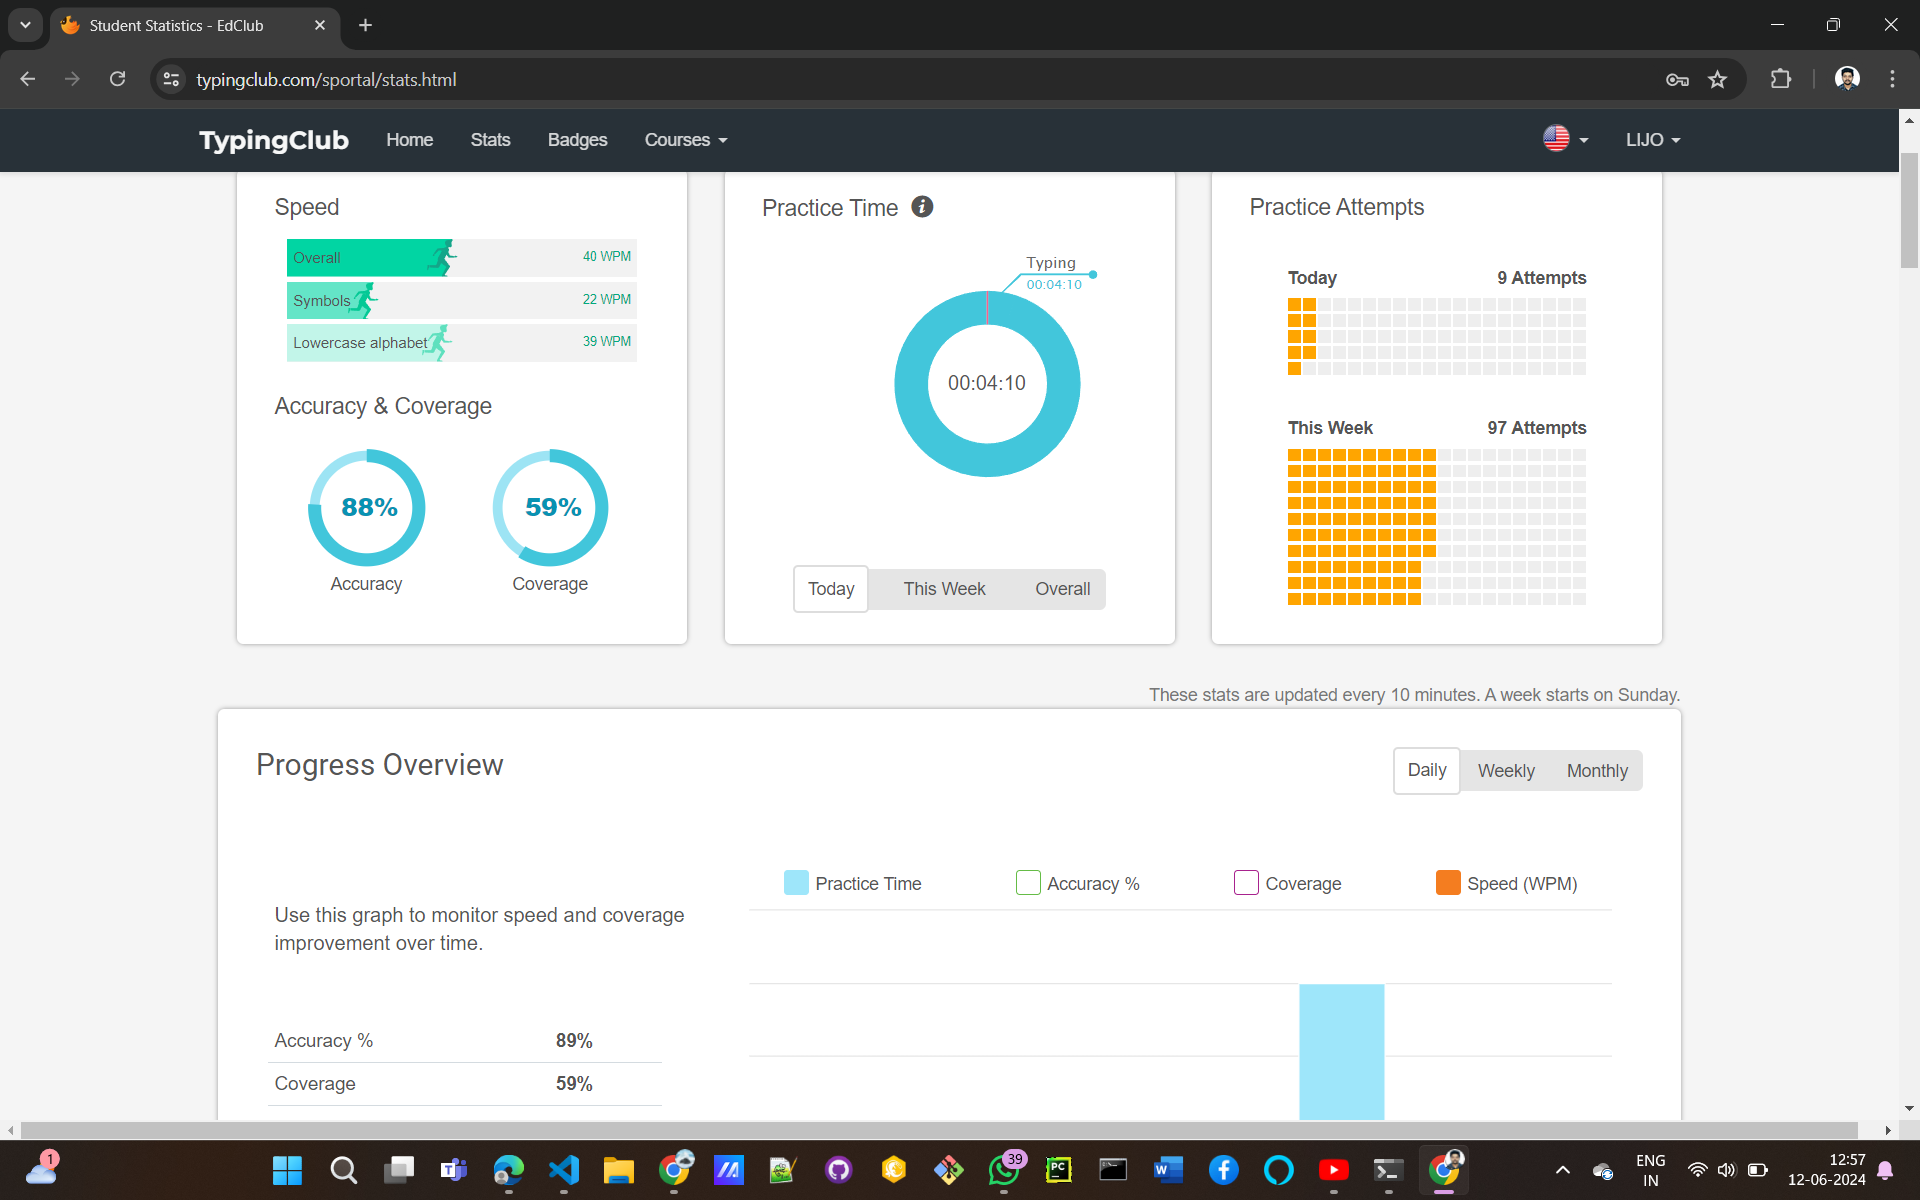 Student Statistics - EdClub
typingclub.com/sportal/stats.html
TypingClub Home Stats Badges Courses LIJO
Speed
Overall 40 WPM
Symbols 22 WPM
Lowercase alphabet 39 WPM
Accuracy & Coverage
88% 59%
Accuracy Coverage
Practice Time
Typing
00:04:10
00:04:10
Today This Week Overall
Practice Attempts
Today 9 Attempts
This Week 97 Attempts
These stats are updated every 10 minutes. A week starts on Sunday.
Progress Overview
Daily Weekly Monthly
Use this graph to monitor speed and coverage
improvement over time.
Accuracy % 89%
Coverage 59%
Practice Time Accuracy % Coverage Speed (WPM)
1
39
PC
W
ENG
IN
12:57
12-06-2024